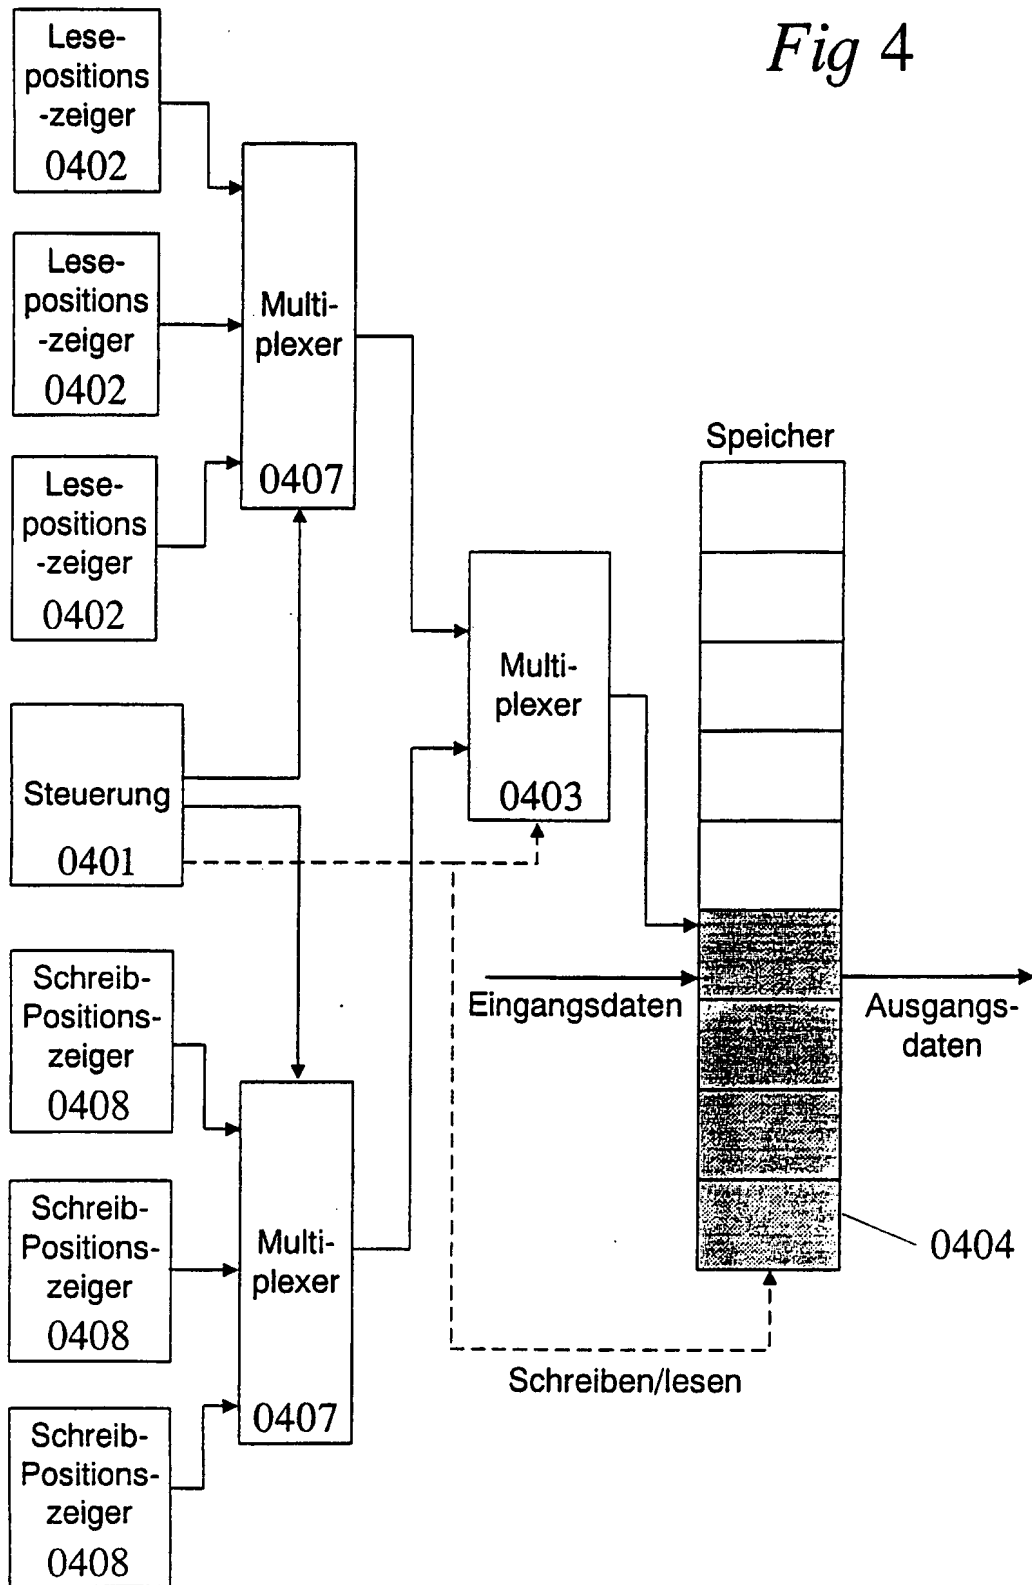 Fig 4
Lese-
positions
-zeiger
0402
Lese-
positions
-zeiger
0402
Lese-
positions
-zeiger
0402
Multi-
plexer
0407
Steuerung
0401
Multi-
plexer
0403
Speicher
Eingangsdaten
Ausgangs-
daten
0404
Schreiben/lesen
Schreib-
Positions-
zeiger
0408
Schreib-
Positions-
zeiger
0408
Schreib-
Positions-
zeiger
0408
Multi-
plexer
0407